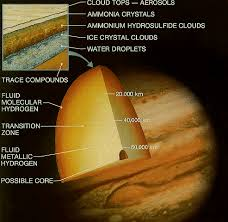 CLOUD TOPS — AEROSOLS
AMMONIA CRYSTALS
AMMONIUM HYDROSULFIDE CLOUDS
ICE CRYSTAL CLOUDS
WATER DROPLETS
TRACE COMPOUNDS
FLUID
MOLECULAR
HYDROGEN
20,000 km
TRANSITION
ZONE
40,000 km
FLUID
METALLIC
HYDROGEN
60,000 km
POSSIBLE CORE